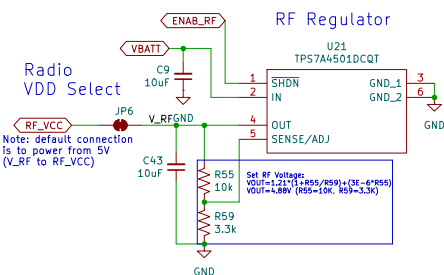 ENAB_RF
RF Regulator
VBATT
U21
TPS7A4501DCQT
Radio
VDD Select
C9
10uF
1
SHDN
2
IN
GND_1
3
GND_2
6
GND
JP6
V_RF
GND
RF_VCC
4
OUT
5
SENSE/ADJ
Note: default connection
is to power from 5V
(V_RF to RF_VCC)
C43
10uF
R55
10k
Set RF Voltage:
VOUT=1.21*(1+R55/R59)+(3E-6*R55)
VOUT=4.88V (R55=10K, R59=3.3K)
R59
3.3k
GND